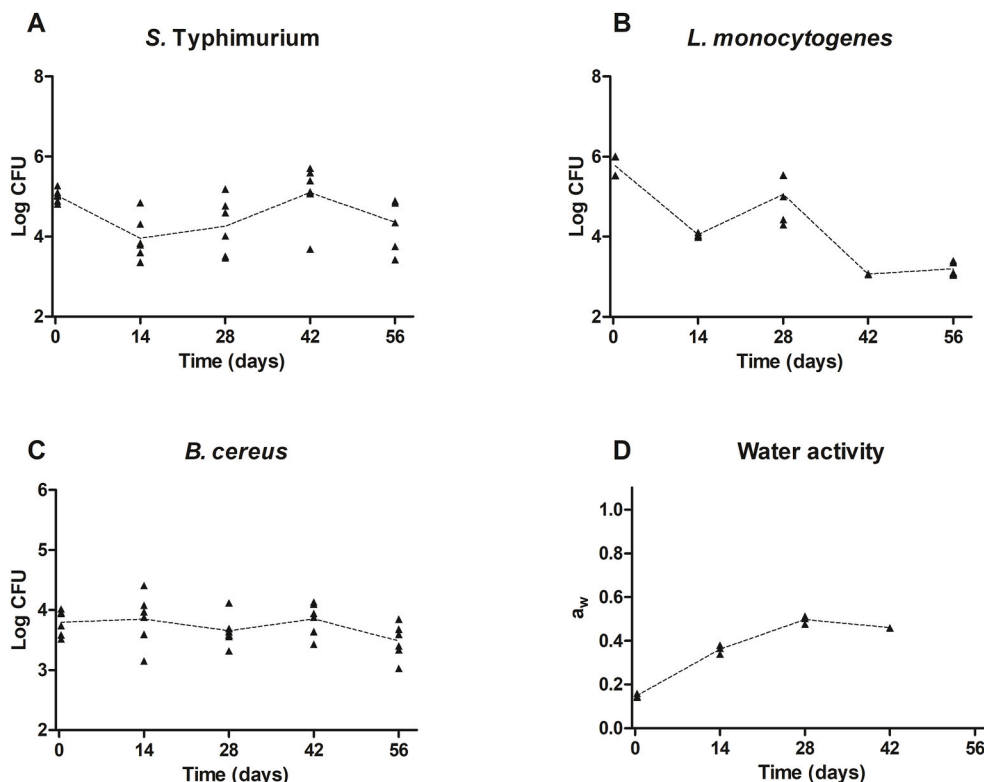 A
S. Typhimurium
8
6
4
2
Log CFU
0 14 28 42 56
Time (days)
B
L. monocytogenes
8
6
4
2
Log CFU
0 14 28 42 56
Time (days)
C
B. cereus
6
5
4
3
2
Log CFU
0 14 28 42 56
Time (days)
D
Water activity
1.0
0.8
0.6
0.4
0.2
0.0
aw
0 14 28 42 56
Time (days)